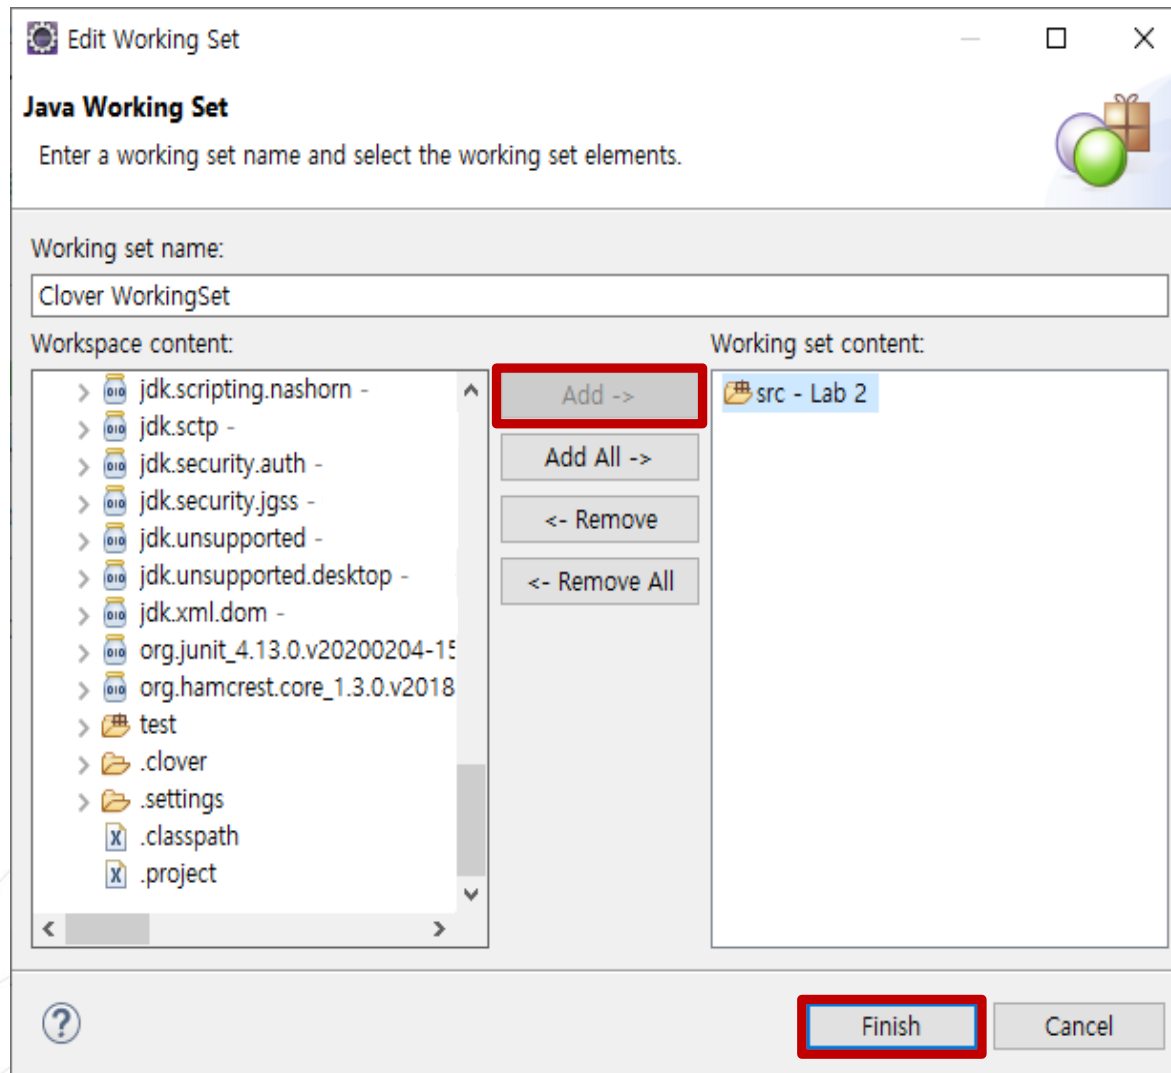 Edit Working Set
Java Working Set
Enter a working set name and select the working set elements.
Working set name:
Clover WorkingSet
Workspace content:
jdk.scripting.nashorn -
jdk.sctp -
jdk.security.auth -
jdk.security.jgss -
jdk.unsupported -
jdk.unsupported.desktop -
jdk.xml.dom -
org.junit_4.13.0.v20200204-15
org.hamcrest.core_1.3.0.v2018
test
.clover
.settings
.classpath
.project
Add ->
Add All ->
<- Remove
<- Remove All
Working set content:
src - Lab 2
Finish
Cancel